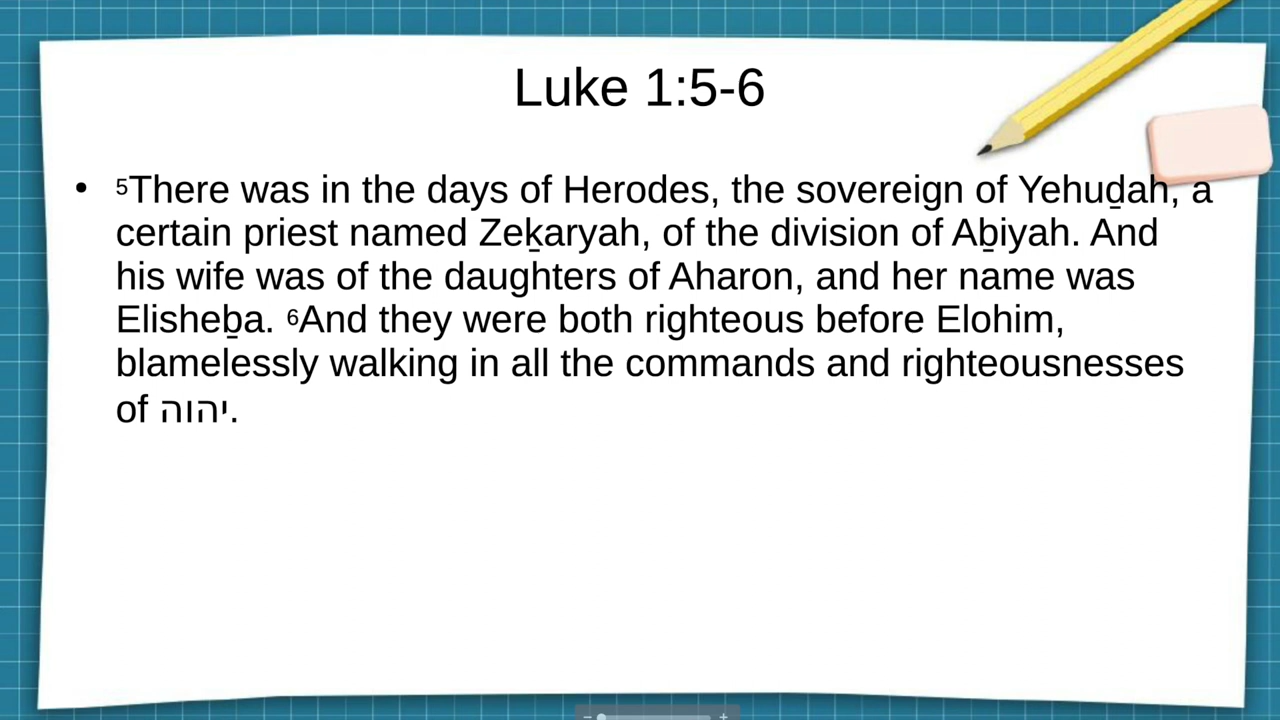 Luke 1:5-6
• ⁵There was in the days of Herodes, the sovereign of Yehuḏah, a
certain priest named Zeḵaryah, of the division of Aḇiyah. And
his wife was of the daughters of Aharon, and her name was
Elisheḇa. ⁶And they were both righteous before Elohim,
blamelessly walking in all the commands and righteousnesses
of יהוה.